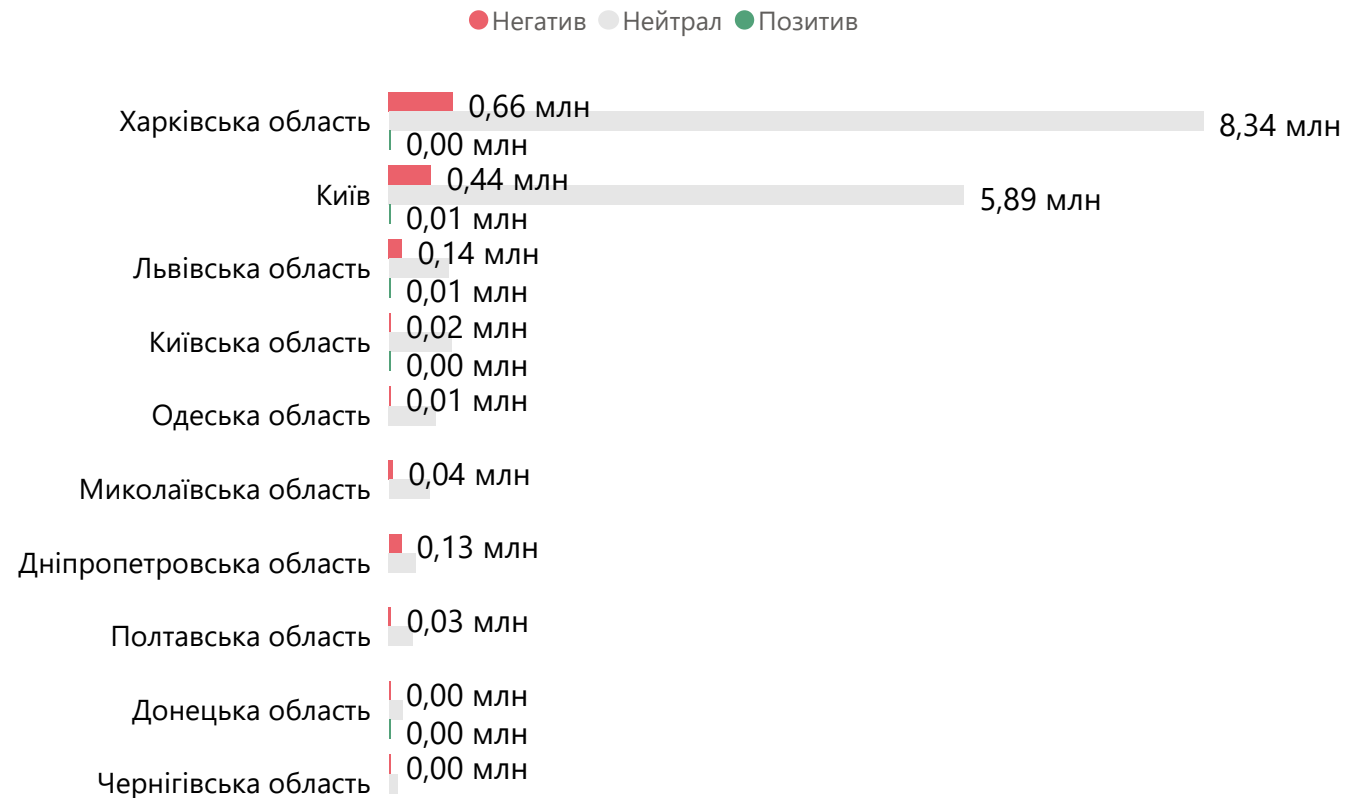 Негатив Нейтрал Позитив
Харківська область 0,66 млн
8,34 млн
0,00 млн
Київ 0,44 млн
5,89 млн
0,01 млн
Львівська область 0,14 млн
0,01 млн
Київська область 0,02 млн
0,00 млн
Одеська область 0,01 млн
Миколаївська область 0,04 млн
Дніпропетровська область 0,13 млн
Полтавська область 0,03 млн
Донецька область 0,00 млн
0,00 млн
Чернігівська область 0,00 млн